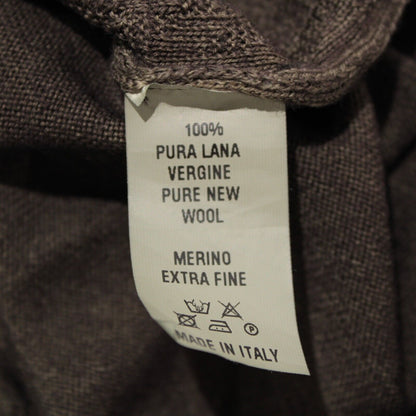 100%
PURA LANA
VERGINE
PURE NEW
WOOL
MERINO
EXTRA FINE
P
MADE IN ITALY